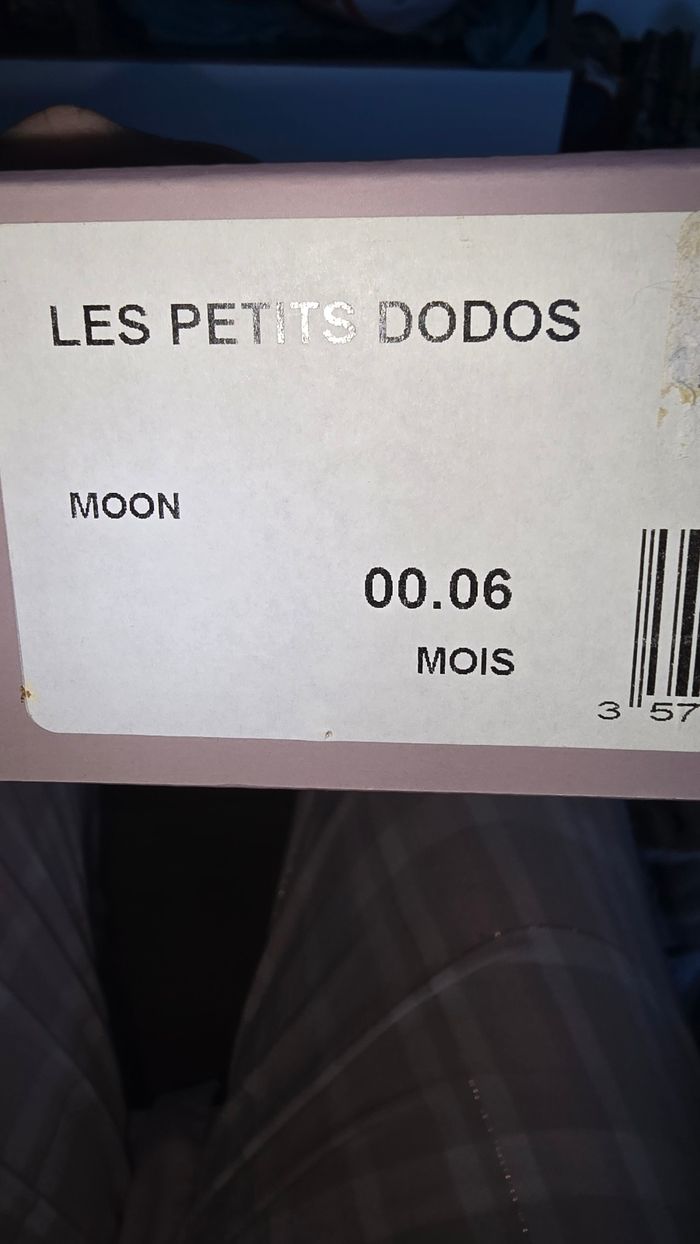 LES PETITS DODOS
MOON
00.06
MOIS
3 57